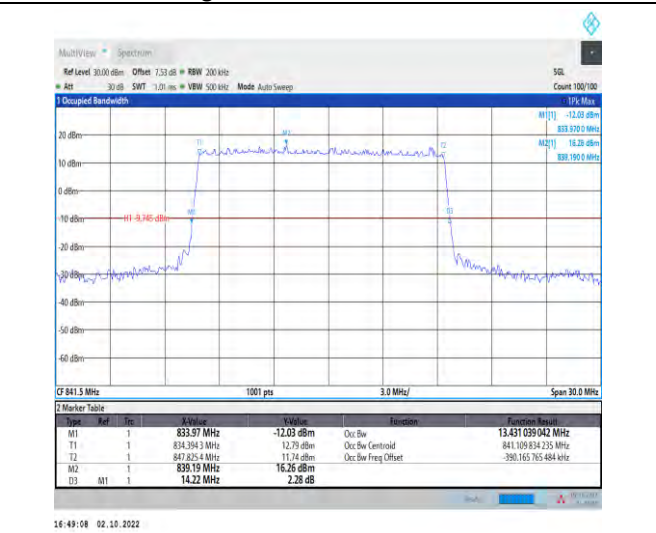 MultiView Spectrum
Ref Level 30.00 dBm Offset 7.53 dB RBW 200 kHz SGL
Att 30 dB SWT 1.01 ms VBW 500 kHz Mode Auto Sweep Count 100/100
1 Occupied Bandwidth 1Pk Max
M1[1] -12.03 dBm
833.970 0 MHz
M2[1] 16.26 dBm
839.190 0 MHz
20 dBm
T1 M2 T2
10 dBm
0 dBm
M1 D3
-10 dBm H1 -9.745 dBm
-20 dBm
-30 dBm
-40 dBm
-50 dBm
-60 dBm
CF 841.5 MHz 1001 pts 3.0 MHz/ Span 30.0 MHz
2 Marker Table
Type Ref Trc X-Value Y-Value Function Function Result
M1 1 833.97 MHz -12.03 dBm Occ Bw 13.431 039 042 MHz
T1 1 834.394 3 MHz 12.79 dBm Occ Bw Centroid 841.109 834 235 MHz
T2 1 847.825 4 MHz 11.74 dBm Occ Bw Freq Offset -390.165 765 484 kHz
M2 1 839.19 MHz 16.26 dBm
D3 M1 1 14.22 MHz 2.28 dB
16:49:08 02.10.2022